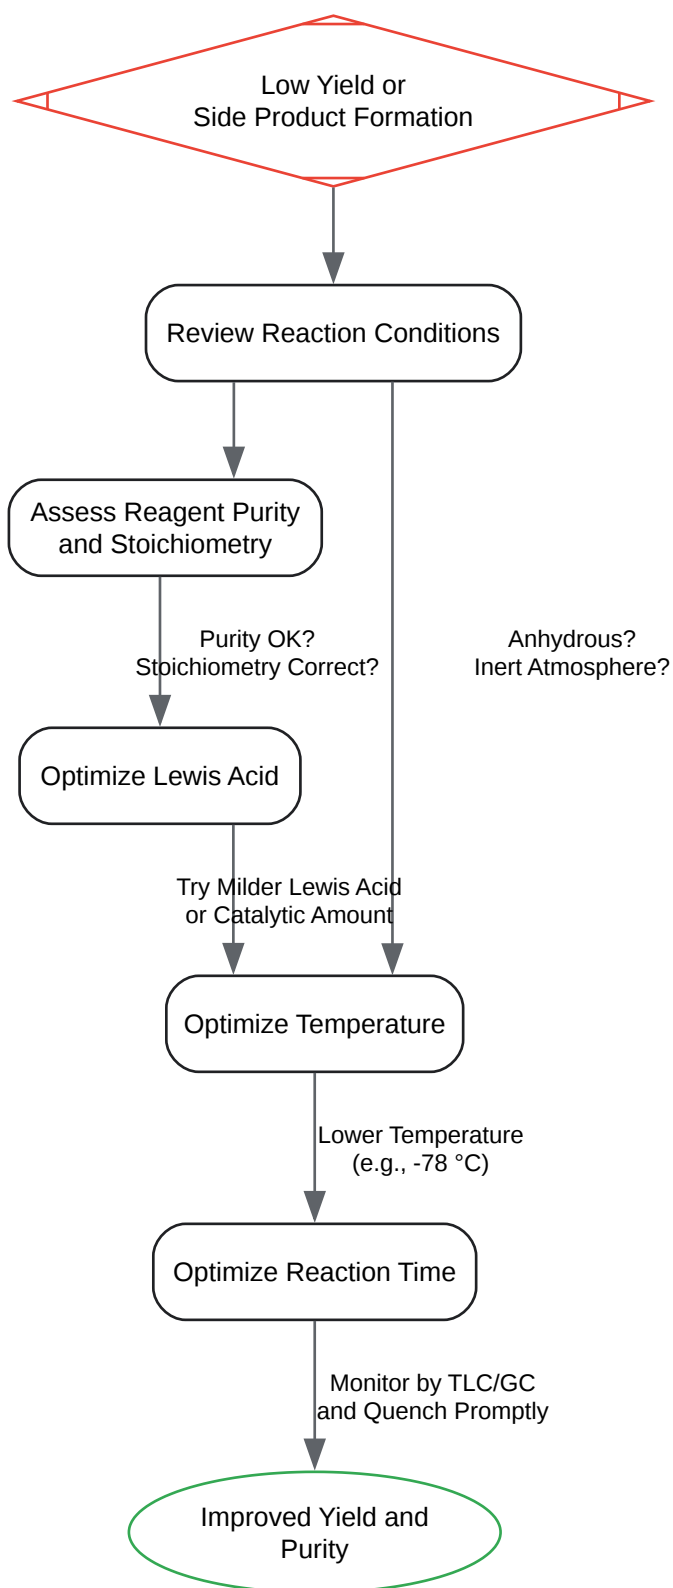 Low Yield or
Side Product Formation
Review Reaction Conditions
Assess Reagent Purity
and Stoichiometry
Purity OK?
Stoichiometry Correct?
Anhydrous?
Inert Atmosphere?
Optimize Lewis Acid
Try Milder Lewis Acid
or Catalytic Amount
Optimize Temperature
Lower Temperature
(e.g., -78 °C)
Optimize Reaction Time
Monitor by TLC/GC
and Quench Promptly
Improved Yield and
Purity